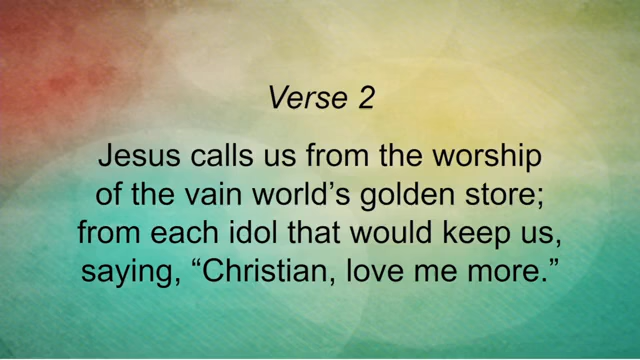 Verse 2
Jesus calls us from the worship
of the vain world’s golden store;
from each idol that would keep us,
saying, “Christian, love me more.”